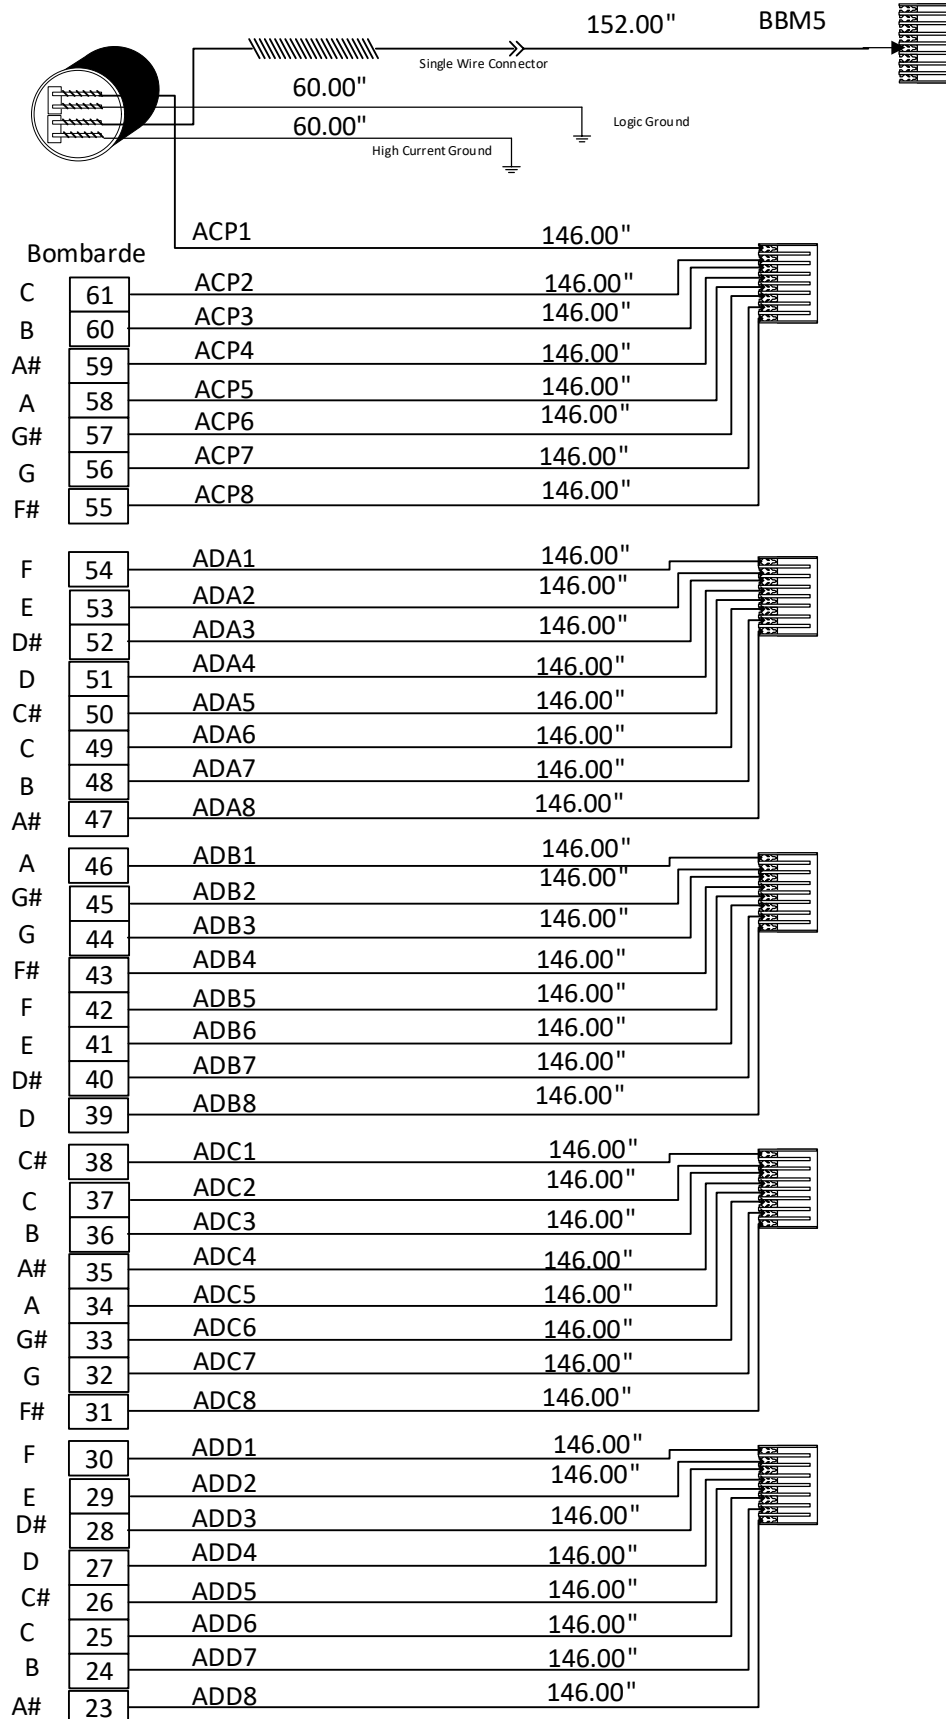 152.00" BBM5
Single Wire Connector
60.00"
Logic Ground
60.00"
High Current Ground
ACP1 146.00"
Bombarde
C 61 ACP2 146.00"
B 60 ACP3 146.00"
A# 59 ACP4 146.00"
A 58 ACP5 146.00"
G# 57 ACP6 146.00"
G 56 ACP7 146.00"
F# 55 ACP8 146.00"
F 54 ADA1 146.00"
E 53 ADA2 146.00"
D# 52 ADA3 146.00"
D 51 ADA4 146.00"
C# 50 ADA5 146.00"
C 49 ADA6 146.00"
B 48 ADA7 146.00"
A# 47 ADA8 146.00"
A 46 ADB1 146.00"
G# 45 ADB2 146.00"
G 44 ADB3 146.00"
F# 43 ADB4 146.00"
F 42 ADB5 146.00"
E 41 ADB6 146.00"
D# 40 ADB7 146.00"
D 39 ADB8 146.00"
C# 38 ADC1 146.00"
C 37 ADC2 146.00"
B 36 ADC3 146.00"
A# 35 ADC4 146.00"
A 34 ADC5 146.00"
G# 33 ADC6 146.00"
G 32 ADC7 146.00"
F# 31 ADC8 146.00"
F 30 ADD1 146.00"
E 29 ADD2 146.00"
D# 28 ADD3 146.00"
D 27 ADD4 146.00"
C# 26 ADD5 146.00"
C 25 ADD6 146.00"
B 24 ADD7 146.00"
A# 23 ADD8 146.00"